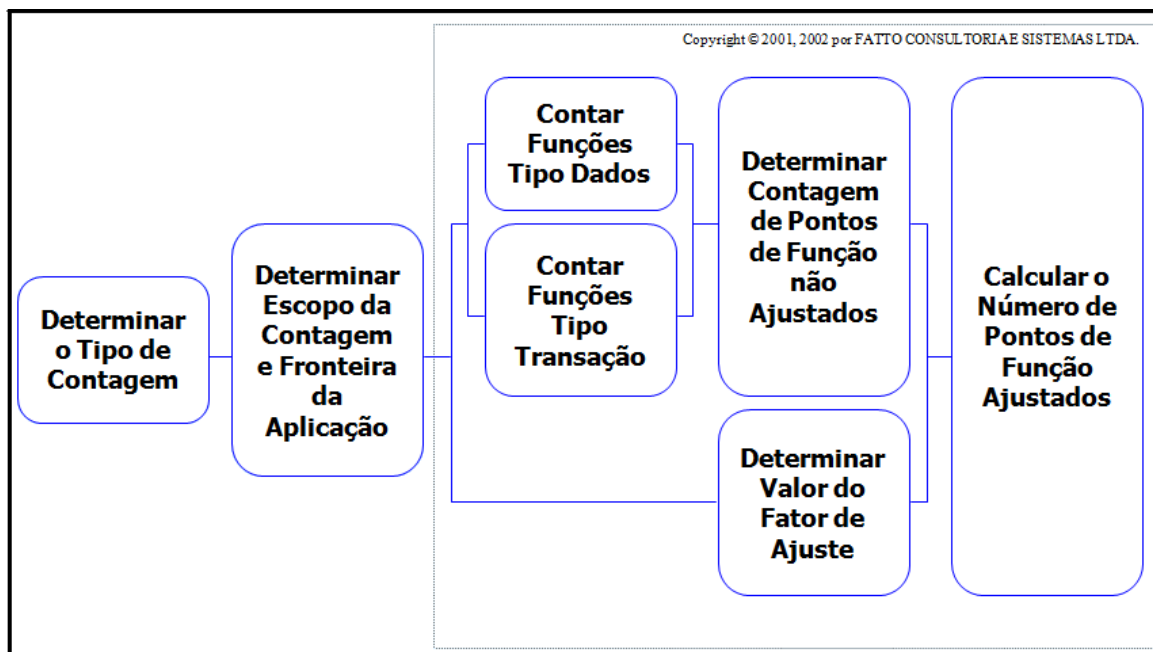 Copyright © 2001, 2002 por FATTO CONSULTORIA E SISTEMAS LTDA.
Determinar
o Tipo de
Contagem
Determinar
Escopo da
Contagem
e Fronteira
da
Aplicação
Contar
Funções
Tipo Dados
Contar
Funções
Tipo
Transação
Determinar
Contagem
de Pontos
de Função
não
Ajustados
Determinar
Valor do
Fator de
Ajuste
Calcular o
Número de
Pontos de
Função
Ajustados